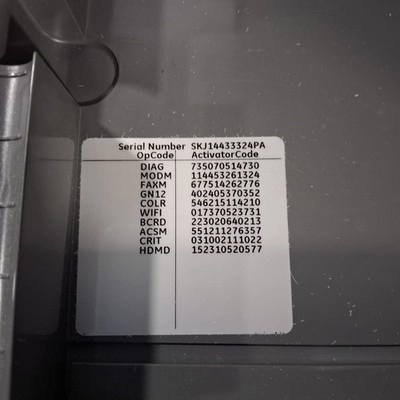 Serial Number SKJ14433324PA
OpCode ActivatorCode
DIAG 735070514730
MODM 114453261324
FAXM 677514262776
GN12 402405370352
COLR 546215114210
WIFI 017370523731
BCRD 223020640213
ACSM 551211276357
CRIT 031002111022
HDMD 152310520577